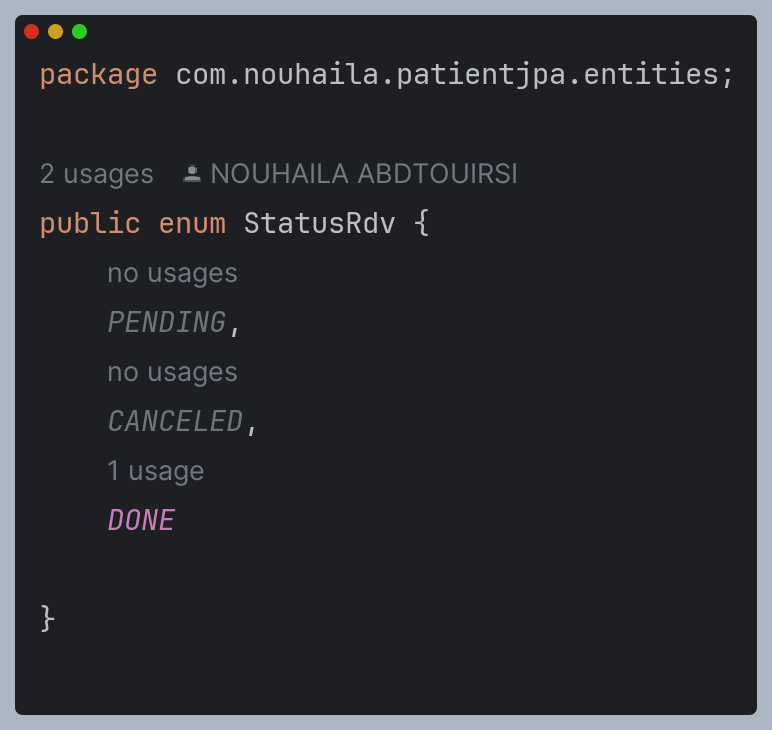 package com.nouhaila.patientjpa.entities;
2 usages NOUHAILA ABDTOUIRSI
public enum StatusRdv {
no usages
PENDING,
no usages
CANCELED,
1 usage
DONE
}